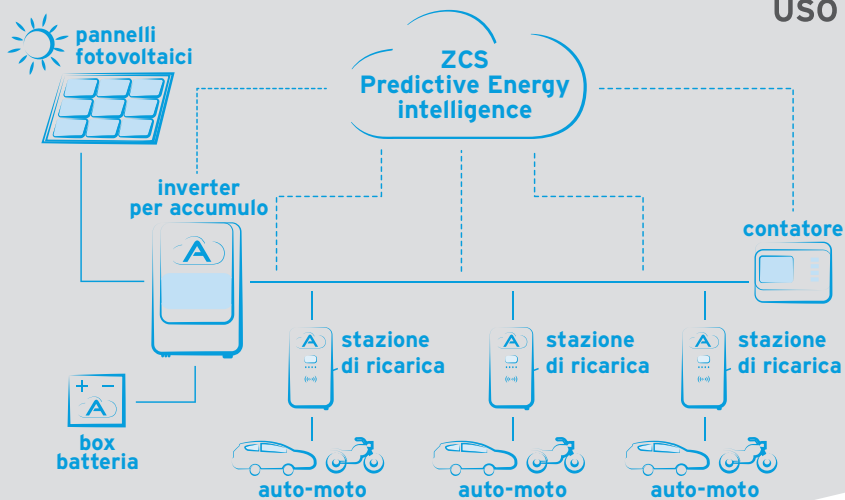 USO
pannelli
fotovoltaici
ZCS
Predictive Energy
intelligence
inverter
per accumulo
A
contatore
A
stazione
di ricarica
A
stazione
di ricarica
A
stazione
di ricarica
+ −
A
box
batteria
auto-moto
auto-moto
auto-moto